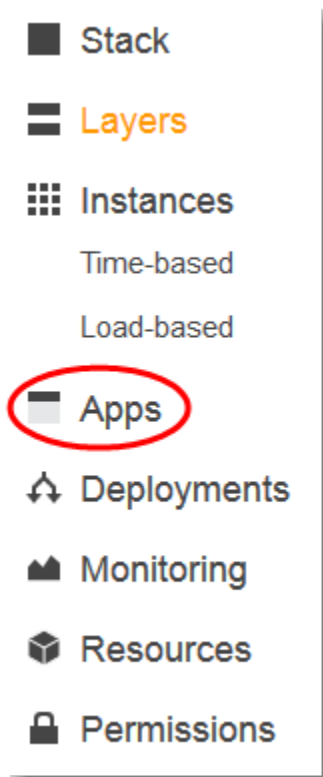 Stack
Layers
Instances
Time-based
Load-based
Apps
Deployments
Monitoring
Resources
Permissions